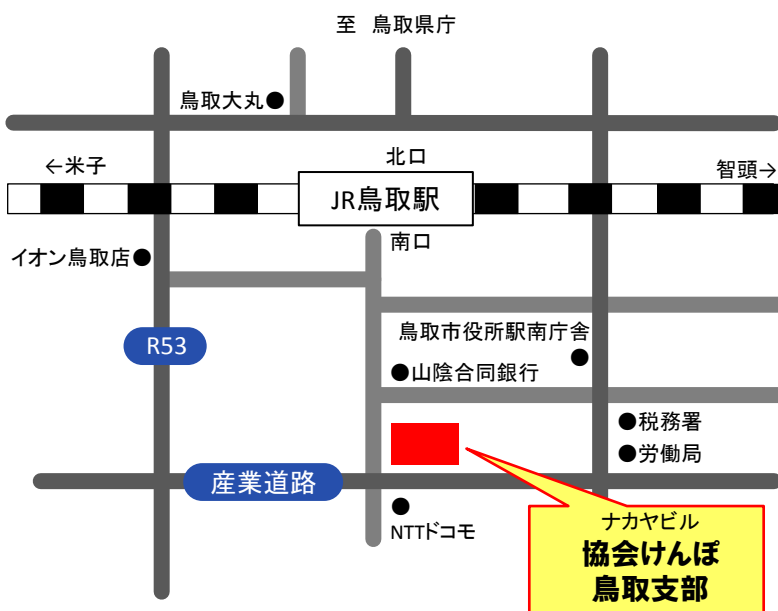 至 鳥取県庁
鳥取大丸
北口
←米子
智頭→
JR鳥取駅
南口
イオン鳥取店
鳥取市役所駅南庁舎
R53
山陰合同銀行
税務署
労働局
産業道路
NTTドコモ
ナカヤビル
協会けんぽ
鳥取支部